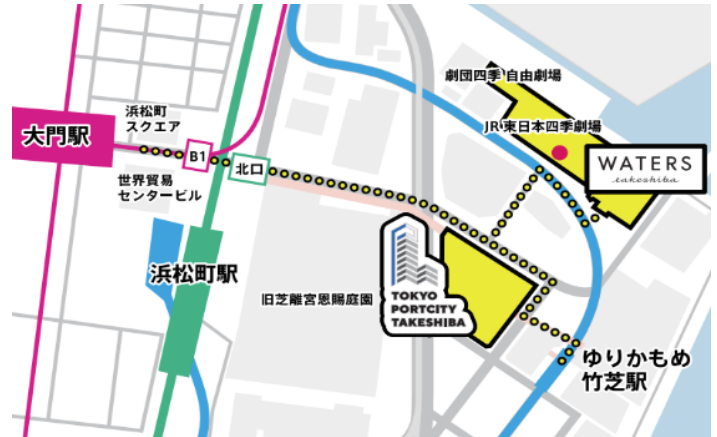 劇団四季 自由劇場
JR 東日本四季劇場
WATERS
takeshiba
浜松町
スクエア
大門駅
B1
北口
世界貿易
センタービル
浜松町駅
旧芝離宮恩賜庭園
TOKYO
PORTCITY
TAKESHIBA
ゆりかもめ
竹芝駅